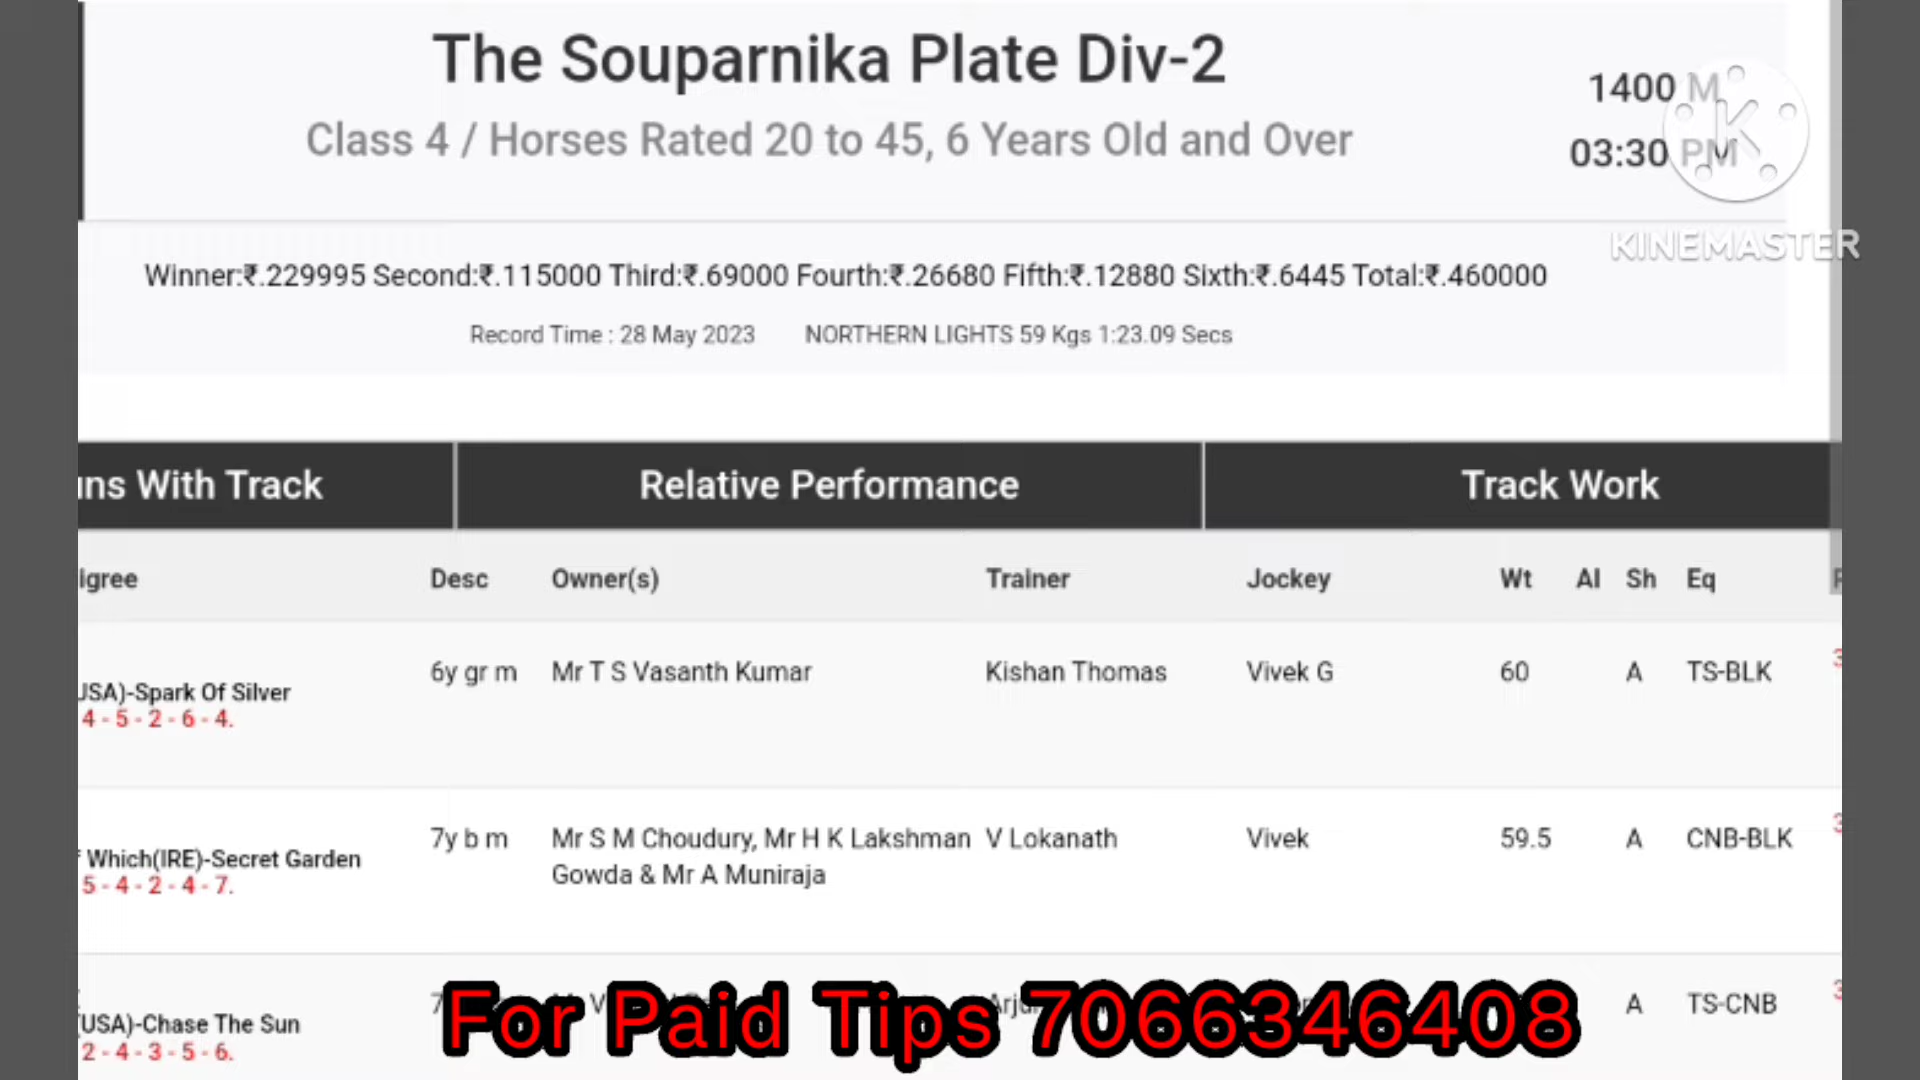 The Souparnika Plate Div-2
1400 M
Class 4 / Horses Rated 20 to 45, 6 Years Old and Over
03:30 PM
KINEMASTER
Winner:₹.229995 Second:₹.115000 Third:₹.69000 Fourth:₹.26680 Fifth:₹.12880 Sixth:₹.6445 Total:₹.460000
Record Time : 28 May 2023 NORTHERN LIGHTS 59 Kgs 1:23.09 Secs
With Track Relative Performance Track Work
Desc Owner(s) Trainer Jockey Wt Al Sh Eq
6y gr m Mr T S Vasanth Kumar Kishan Thomas Vivek G 60 A TS-BLK
USA)-Spark Of Silver
4 - 5 - 2 - 6 - 4.
7y b m Mr S M Choudury, Mr H K Lakshman V Lokanath Vivek 59.5 A CNB-BLK
Which(IRE)-Secret Garden
Gowda & Mr A Muniraja
5 - 4 - 2 - 4 - 7.
A TS-CNB
(USA)-Chase The Sun
2 - 4 - 3 - 5 - 6.
For Paid Tips 7066346408